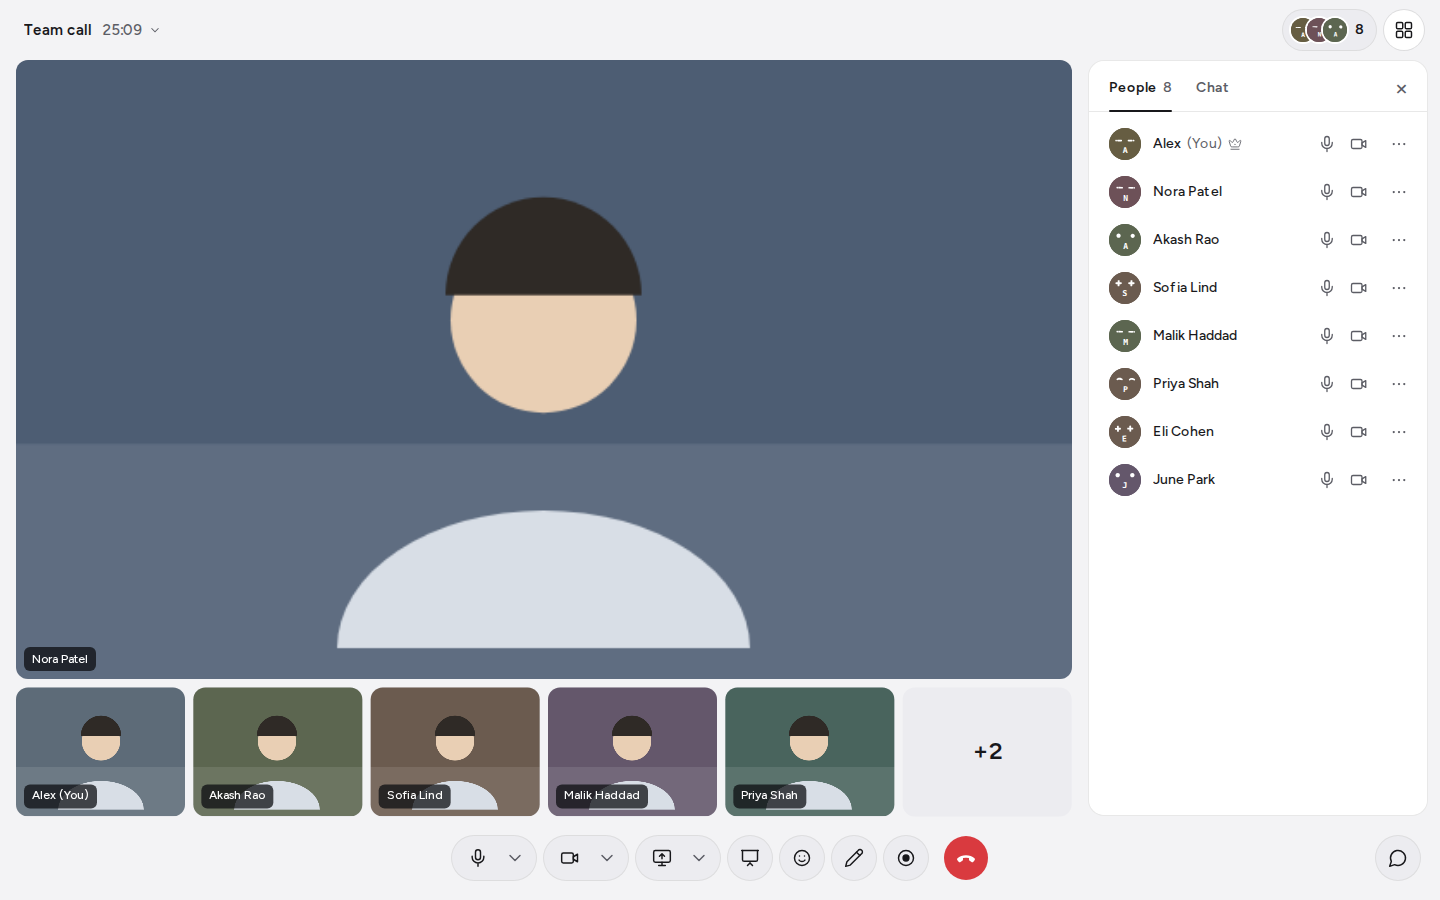 Team call 25:09
8
People 8 Chat
A Alex (You)
N Nora Patel
A Akash Rao
S Sofia Lind
M Malik Haddad
P Priya Shah
E Eli Cohen
J June Park
Nora Patel
Alex (You)
Akash Rao
Sofia Lind
Malik Haddad
Priya Shah
+2